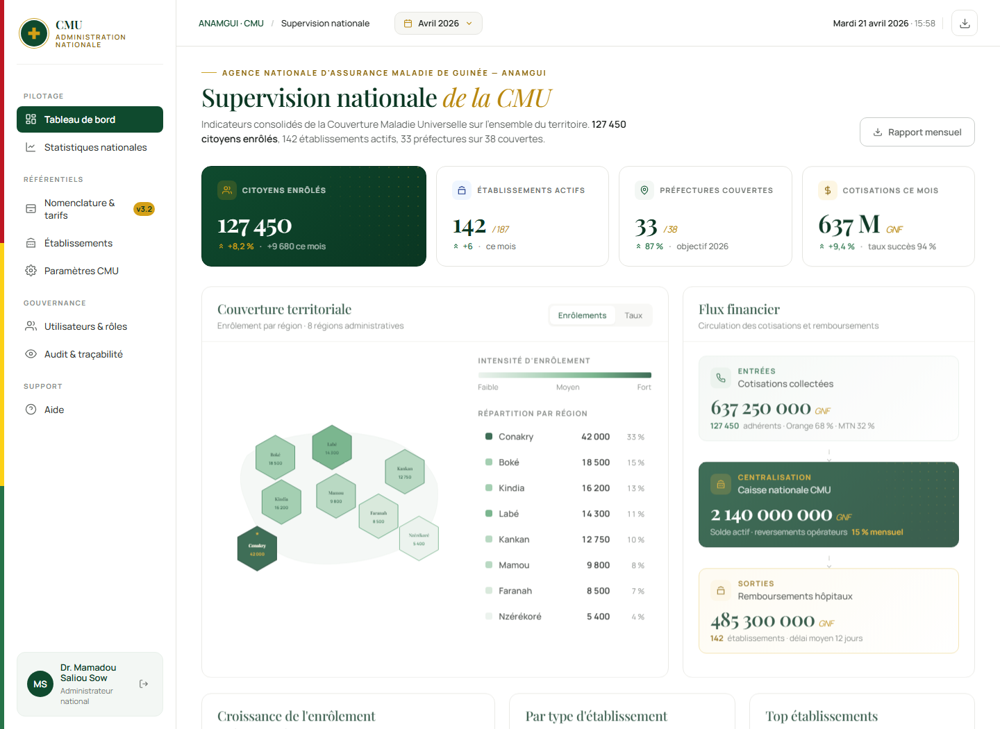 CMU
ADMINISTRATION
NATIONALE
PILOTAGE
Tableau de bord
Statistiques nationales
RÉFÉRENTIELS
Nomenclature &
tarifs
v3.2
Établissements
Paramètres CMU
GOUVERNANCE
Utilisateurs & rôles
Audit & traçabilité
SUPPORT
Aide
MS
Dr. Mamadou
Saliou Sow
Administrateur
national
ANAMGUI · CMU / Supervision nationale
Avril 2026
Mardi 21 avril 2026 · 15:58
AGENCE NATIONALE D'ASSURANCE MALADIE DE GUINÉE — ANAMGUI
Supervision nationale de la CMU
Indicateurs consolidés de la Couverture Maladie Universelle sur l'ensemble du territoire. 127 450
citoyens enrôlés, 142 établissements actifs, 33 préfectures sur 38 couvertes.
Rapport mensuel
CITOYENS ENRÔLÉS
127 450
+8,2 % · +9 680 ce mois
ÉTABLISSEMENTS ACTIFS
142 /187
+6 · ce mois
PRÉFECTURES COUVERTES
33 /38
87 % · objectif 2026
COTISATIONS CE MOIS
637 M GNF
+9,4 % · taux succès 94 %
Couverture territoriale
Enrôlement par région · 8 régions administratives
Enrôlements
Taux
Boké
18 500
Labé
14 300
Kankan
12 750
Kindia
16 200
Mamou
9 800
Faranah
8 500
Nzérékoré
5 400
Conakry
42 000
INTENSITÉ D'ENRÔLEMENT
Faible Moyen Fort
RÉPARTITION PAR RÉGION
Conakry 42 000 33 %
Boké 18 500 15 %
Kindia 16 200 13 %
Labé 14 300 11 %
Kankan 12 750 10 %
Mamou 9 800 8 %
Faranah 8 500 7 %
Nzérékoré 5 400 4 %
Flux financier
Circulation des cotisations et remboursements
ENTRÉES
Cotisations collectées
637 250 000 GNF
127 450 adhérents · Orange 68 % · MTN 32 %
CENTRALISATION
Caisse nationale CMU
2 140 000 000 GNF
Solde actif · reversements opérateurs 15 % mensuel
SORTIES
Remboursements hôpitaux
485 300 000 GNF
142 établissements · délai moyen 12 jours
Croissance de l'enrôlement
Par type d'établissement
Top établissements